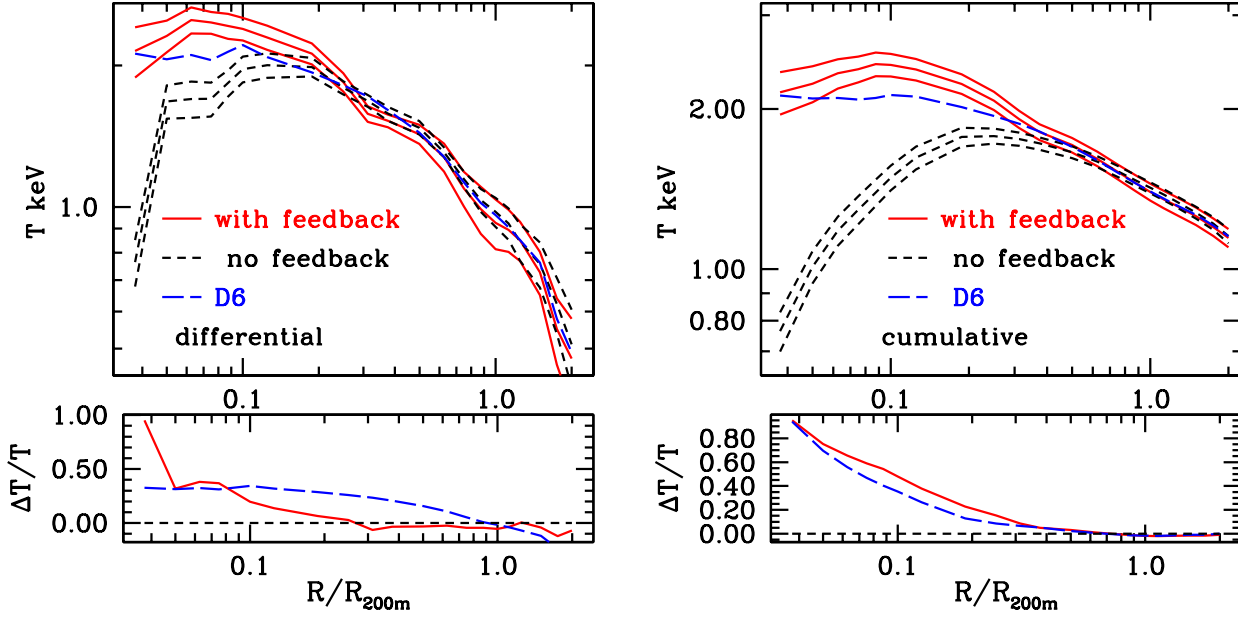 T keV
1.0
with feedback
no feedback
D6
differential
0.1
1.0
ΔT/T
1.00
0.50
0.00
0.1
1.0
R/R200m
T keV
2.00
1.00
0.80
with feedback
no feedback
D6
cumulative
0.1
1.0
ΔT/T
0.80
0.60
0.40
0.20
0.00
0.1
1.0
R/R200m